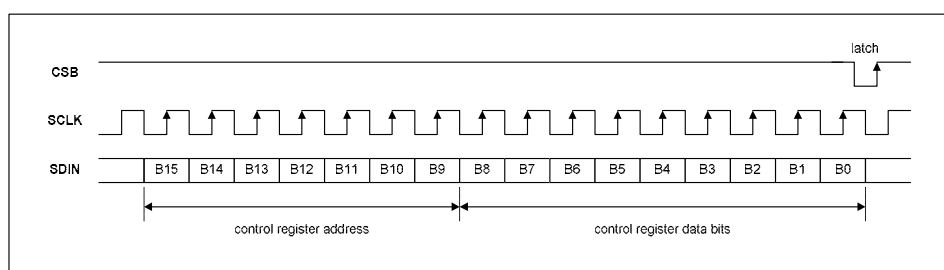 latch
CSB
SCLK
SDIN B15 B14 B13 B12 B11 B10 B9 B8 B7 B6 B5 B4 B3 B2 B1 B0
control register address control register data bits